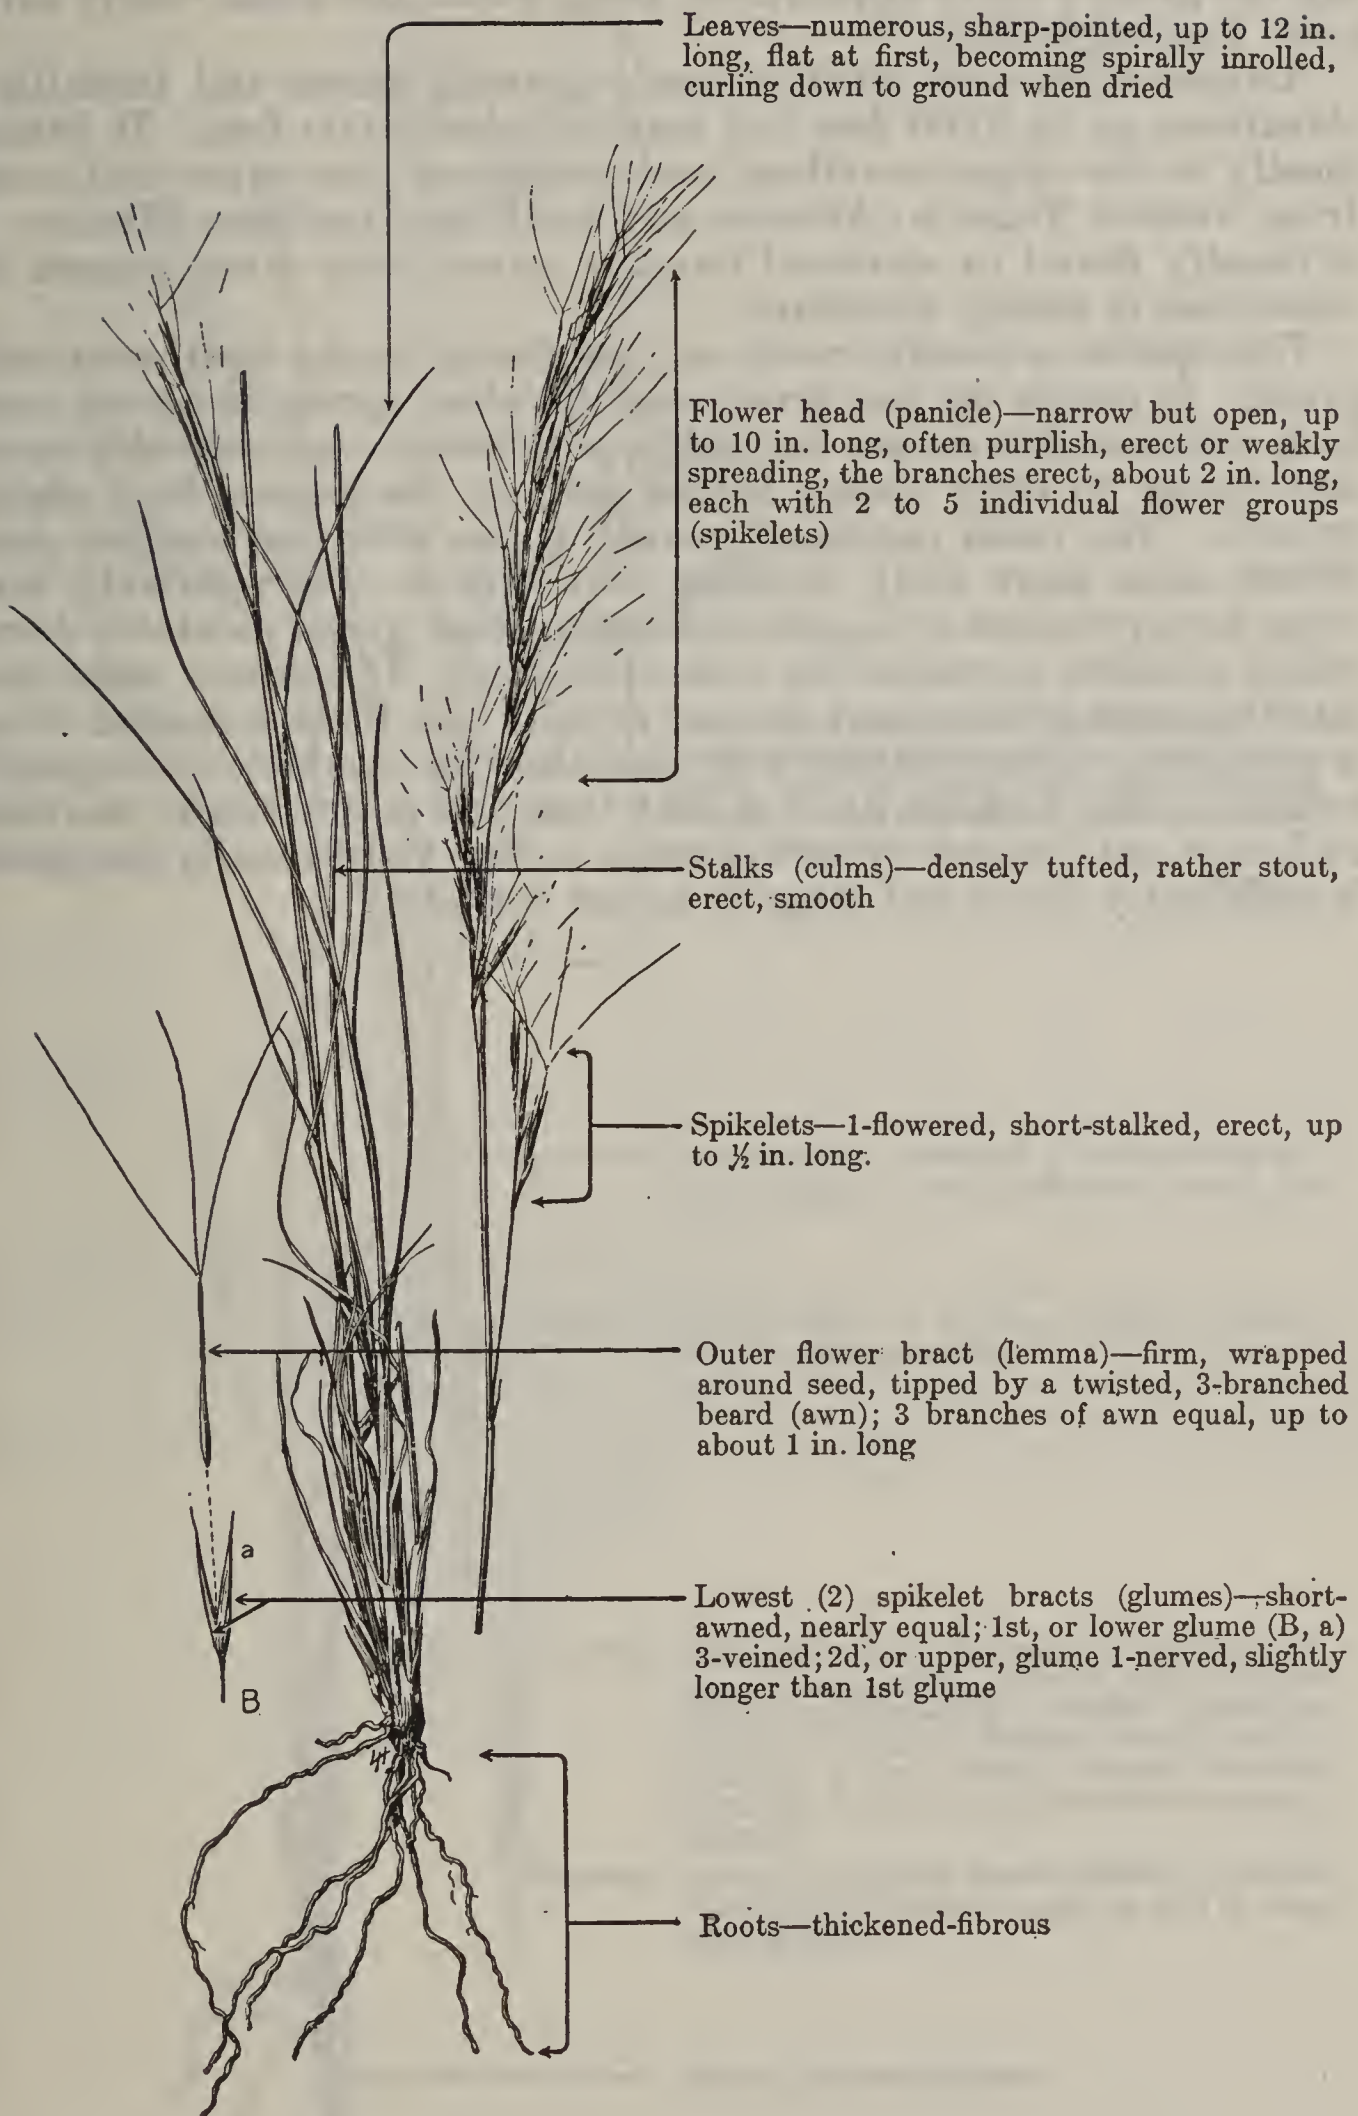 Leaves—numerous, sharp-pointed, up to 12 in.
long, flat at first, becoming spirally inrolled,
curling down to ground when dried
Flower head (panicle)—narrow but open, up
to 10 in. long, often purplish, erect or weakly
spreading, the branches erect, about 2 in. long,
each with 2 to 5 individual flower groups
(spikelets)
Stalks (culms)—densely tufted, rather stout,
erect, smooth
Spikelets—1-flowered, short-stalked, erect, up
to ½ in. long.
Outer flower bract (lemma)—firm, wrapped
around seed, tipped by a twisted, 3-branched
beard (awn); 3 branches of awn equal, up to
about 1 in. long
a
Lowest (2) spikelet bracts (glumes)—short-
awned, nearly equal; 1st, or lower glume (B, a)
3-veined; 2d, or upper, glume 1-nerved, slightly
longer than 1st glume
B
Roots—thickened-fibrous